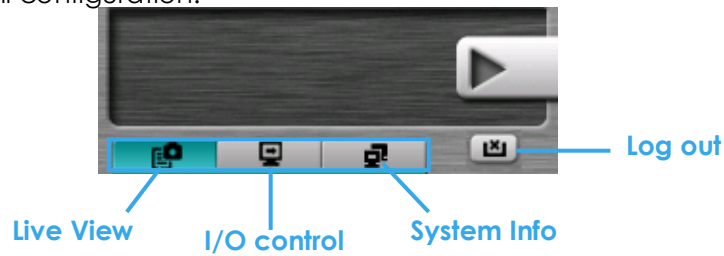 configuration.
Log out
Live View
I/O control
System Info